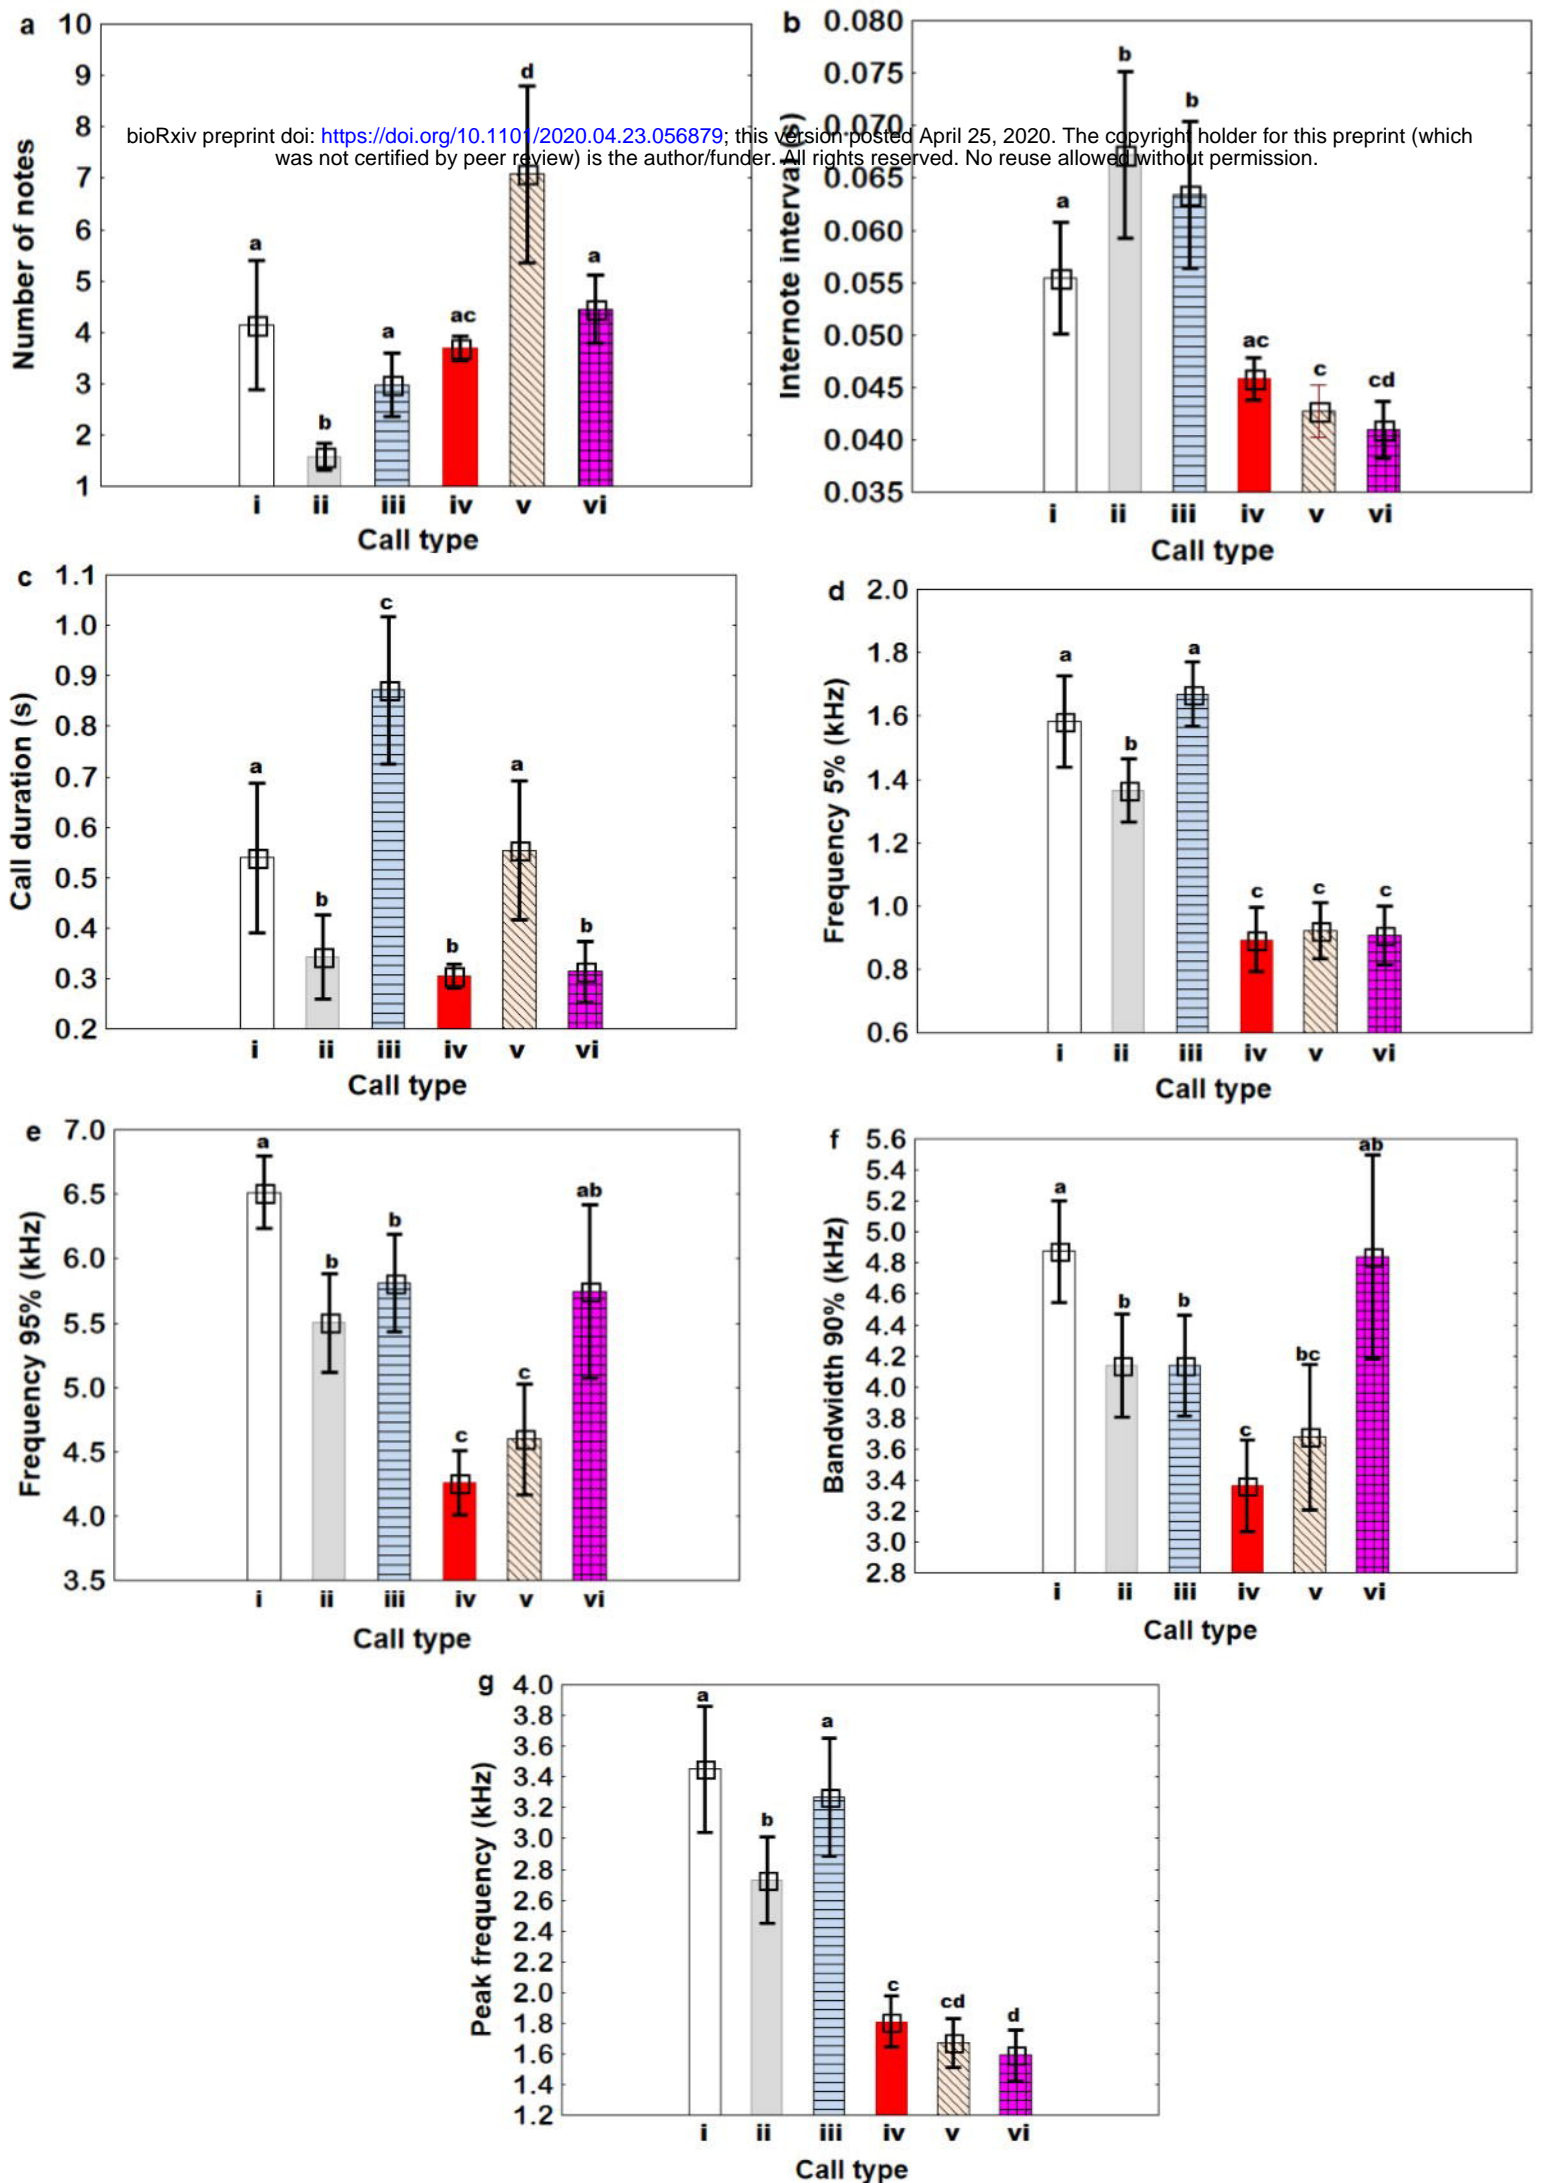 a
10
9
8
7
6
5
4
3
2
1
Number of notes
a
b
a
ac
d
a
i ii iii iv v vi
Call type
bioRxiv preprint doi: https://doi.org/10.1101/2020.04.23.056879; this version posted April 25, 2020. The copyright holder for this preprint (which
was not certified by peer review) is the author/funder. All rights reserved. No reuse allowed without permission.
b
0.080
0.075
0.070
0.065
0.060
0.055
0.050
0.045
0.040
0.035
Internote interval (s)
a
b
b
ac
c
cd
i ii iii iv v vi
Call type
c
1.1
1.0
0.9
0.8
0.7
0.6
0.5
0.4
0.3
0.2
Call duration (s)
a
b
c
b
a
b
i ii iii iv v vi
Call type
d
2.0
1.8
1.6
1.4
1.2
1.0
0.8
0.6
Frequency 5% (kHz)
a
b
a
c
c
c
i ii iii iv v vi
Call type
e
7.0
6.5
6.0
5.5
5.0
4.5
4.0
3.5
Frequency 95% (kHz)
a
b
b
c
c
ab
i ii iii iv v vi
Call type
f
5.6
5.4
5.2
5.0
4.8
4.6
4.4
4.2
4.0
3.8
3.6
3.4
3.2
3.0
2.8
Bandwidth 90% (kHz)
a
b
b
c
bc
ab
i ii iii iv v vi
Call type
g
4.0
3.8
3.6
3.4
3.2
3.0
2.8
2.6
2.4
2.2
2.0
1.8
1.6
1.4
1.2
Peak frequency (kHz)
a
b
a
c
cd
d
i ii iii iv v vi
Call type